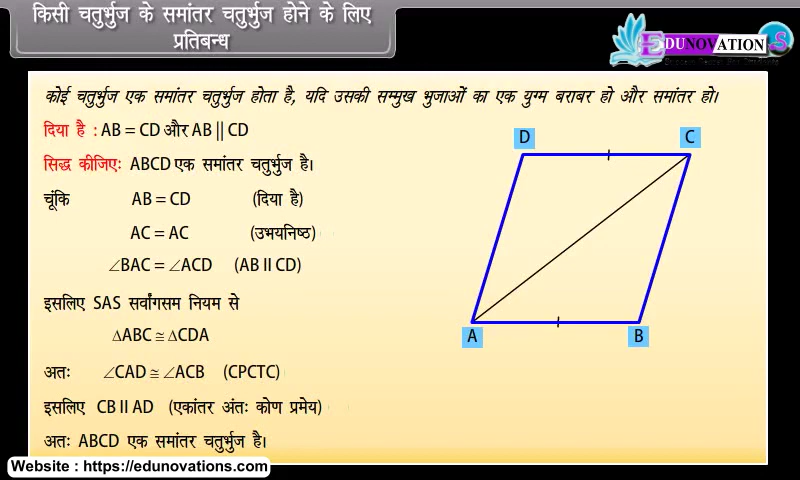 किसी चतुर्भुज के समांतर चतुर्भुज होने के लिए
प्रतिबन्ध
EDUNOVATIONS
कोई चतुर्भुज एक समांतर चतुर्भुज होता है, यदि उसकी सम्मुख भुजाओं का एक युग्म बराबर हो और समांतर हो।
दिया है : AB = CD और AB || CD
सिद्ध कीजिएः ABCD एक समांतर चतुर्भुज है।
चूंकि AB = CD (दिया है)
AC = AC (उभयनिष्ठ)
∠BAC = ∠ACD (AB II CD)
इसलिए SAS सर्वांगसम नियम से
∆ABC ≅ ∆CDA
अतः ∠CAD ≅ ∠ACB (CPCTC)
इसलिए CB II AD (एकांतर अंतः कोण प्रमेय)
अतः ABCD एक समांतर चतुर्भुज है।
D C
A B
Website : https://edunovations.com